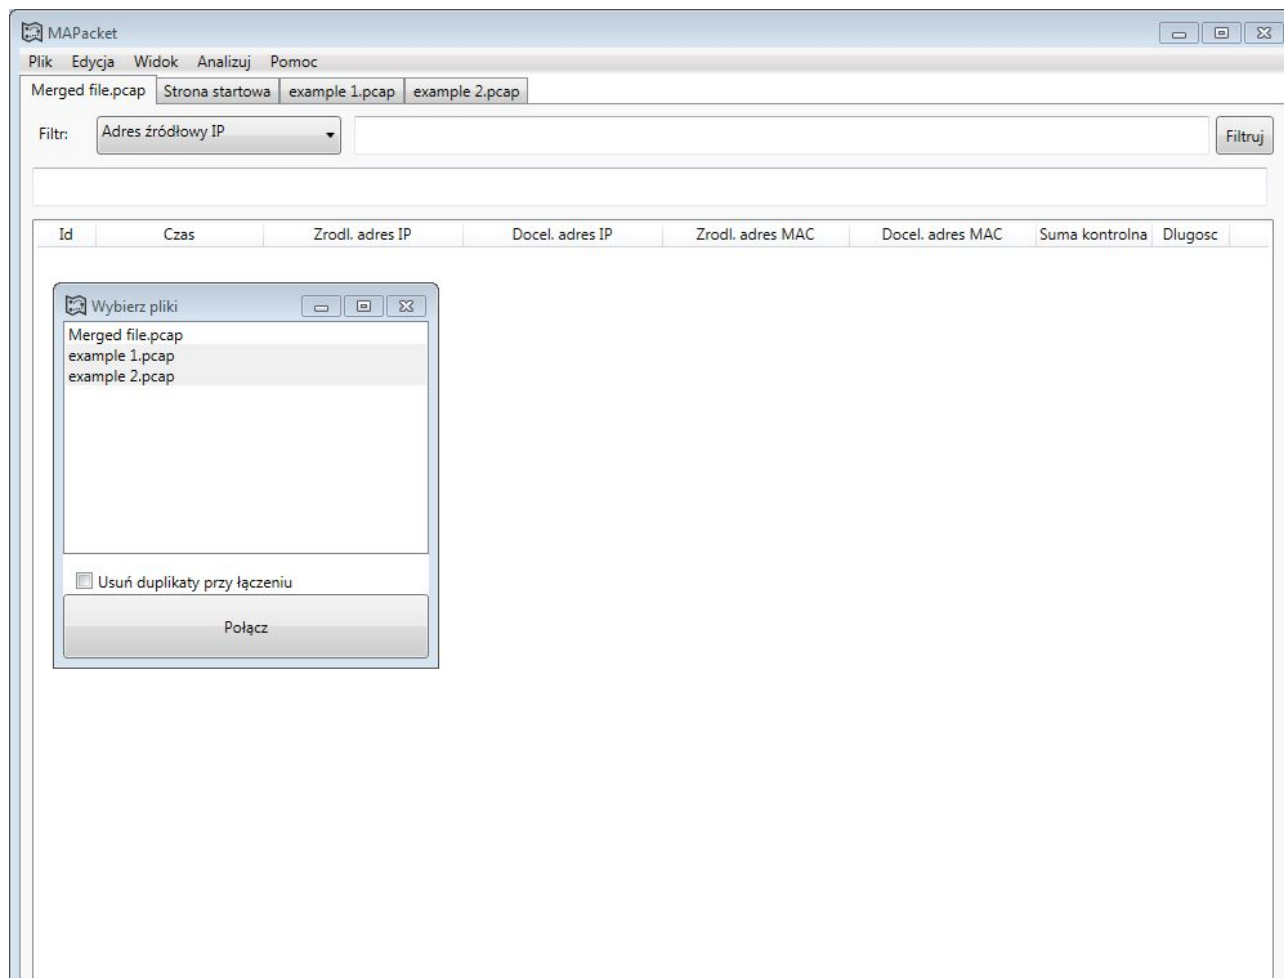 MAPacket
Plik Edycja Widok Analizuj Pomoc
Merged file.pcap Strona startowa example 1.pcap example 2.pcap
Filtr: Adres źródłowy IP Filtruj
Id Czas Zrodl. adres IP Docel. adres IP Zrodl. adres MAC Docel. adres MAC Suma kontrolna Dlugosc
Wybierz pliki
Merged file.pcap
example 1.pcap
example 2.pcap
Usuń duplikaty przy łączeniu
Połącz